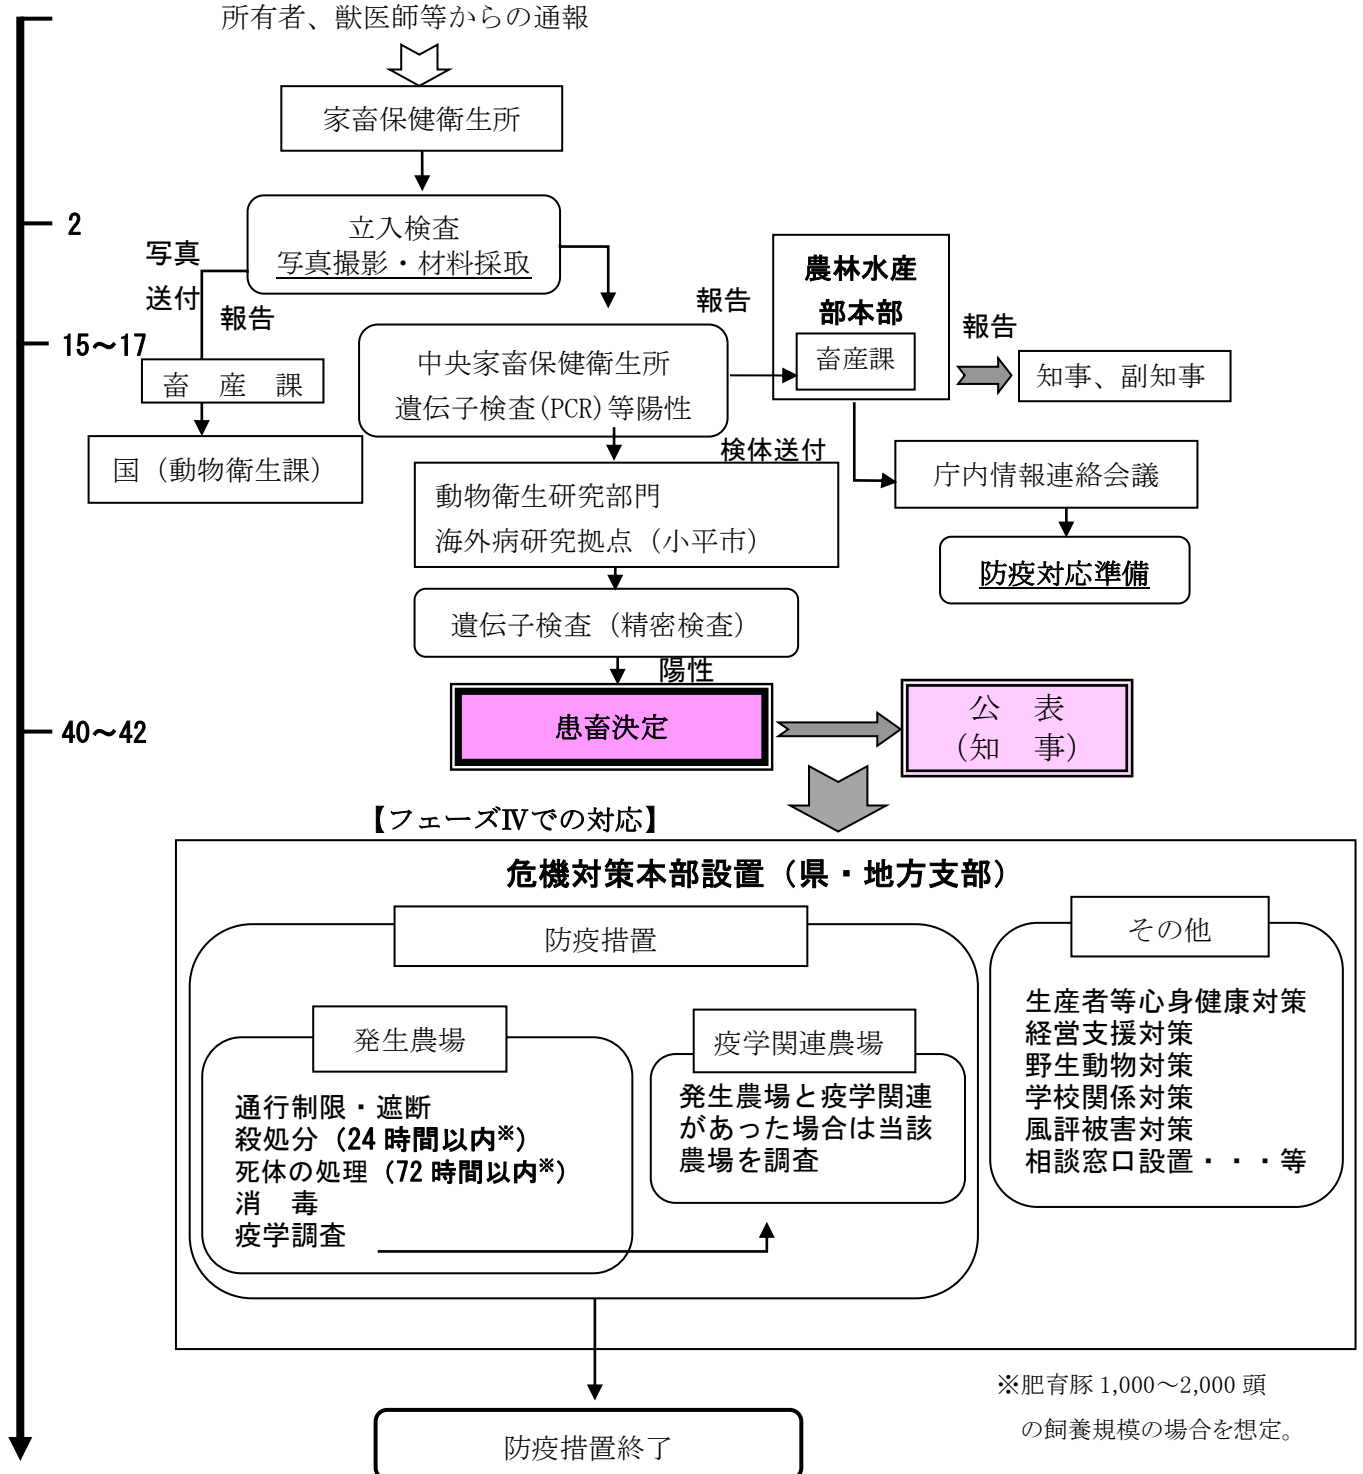 所有者、獣医師等からの通報
家畜保健衛生所
2
立入検査
写真撮影・材料採取
写真
送付
報告
15~17
畜 産 課
国（動物衛生課）
中央家畜保健衛生所
遺伝子検査(PCR)等陽性
報告
農林水産
部本部
畜産課
報告
知事、副知事
検体送付
動物衛生研究部門
海外病研究拠点（小平市）
庁内情報連絡会議
防疫対応準備
遺伝子検査（精密検査）
陽性
40~42
患畜決定
公 表
（知 事）
【フェーズⅣでの対応】
危機対策本部設置（県・地方支部）
防疫措置
発生農場
通行制限・遮断
殺処分（24 時間以内※）
死体の処理（72 時間以内※）
消 毒
疫学調査
疫学関連農場
発生農場と疫学関連
があった場合は当該
農場を調査
その他
生産者等心身健康対策
経営支援対策
野生動物対策
学校関係対策
風評被害対策
相談窓口設置・・・等
※肥育豚 1,000～2,000 頭
の飼養規模の場合を想定。
防疫措置終了